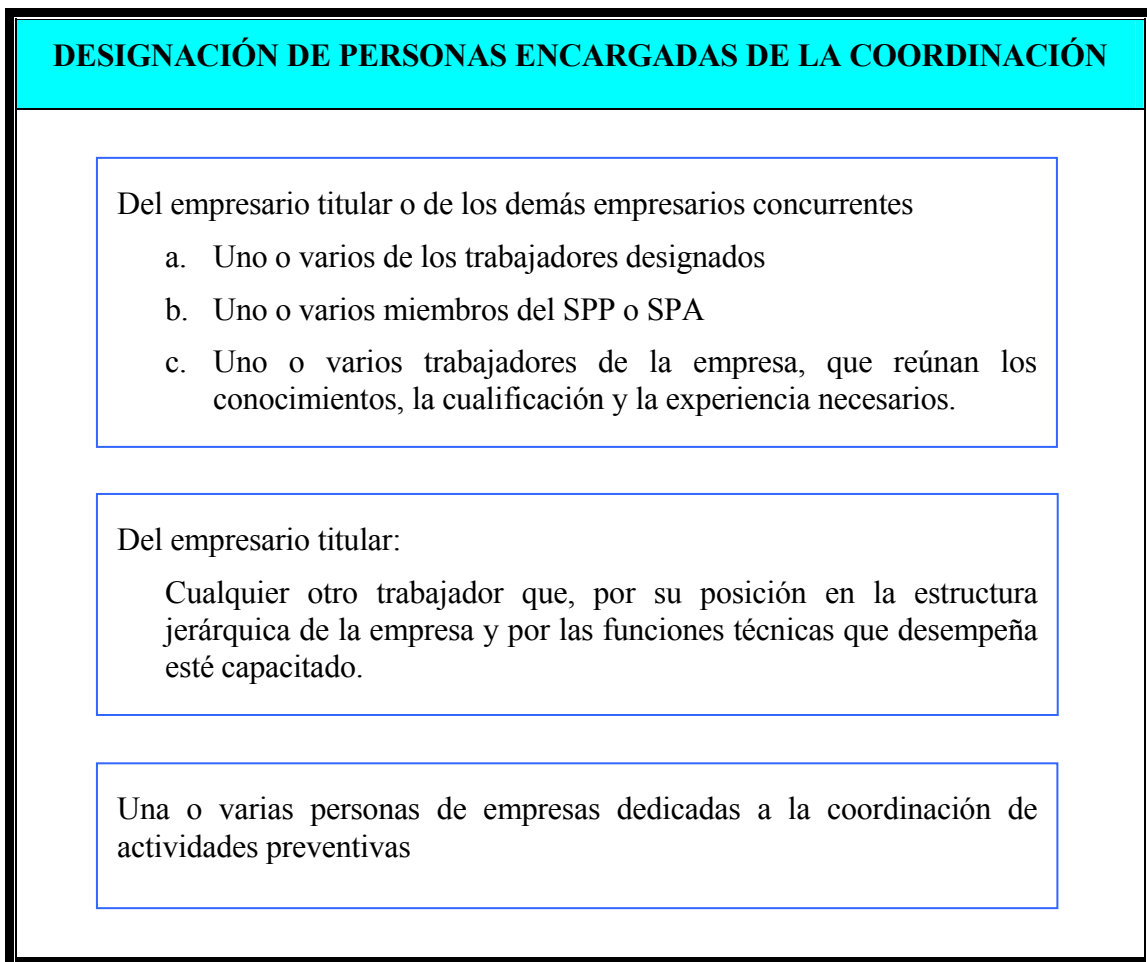 DESIGNACIÓN DE PERSONAS ENCARGADAS DE LA COORDINACIÓN
Del empresario titular o de los demás empresarios concurrentes
a. Uno o varios de los trabajadores designados
b. Uno o varios miembros del SPP o SPA
c. Uno o varios trabajadores de la empresa, que reúnan los
conocimientos, la cualificación y la experiencia necesarios.
Del empresario titular:
Cualquier otro trabajador que, por su posición en la estructura
jerárquica de la empresa y por las funciones técnicas que desempeña
esté capacitado.
Una o varias personas de empresas dedicadas a la coordinación de
actividades preventivas